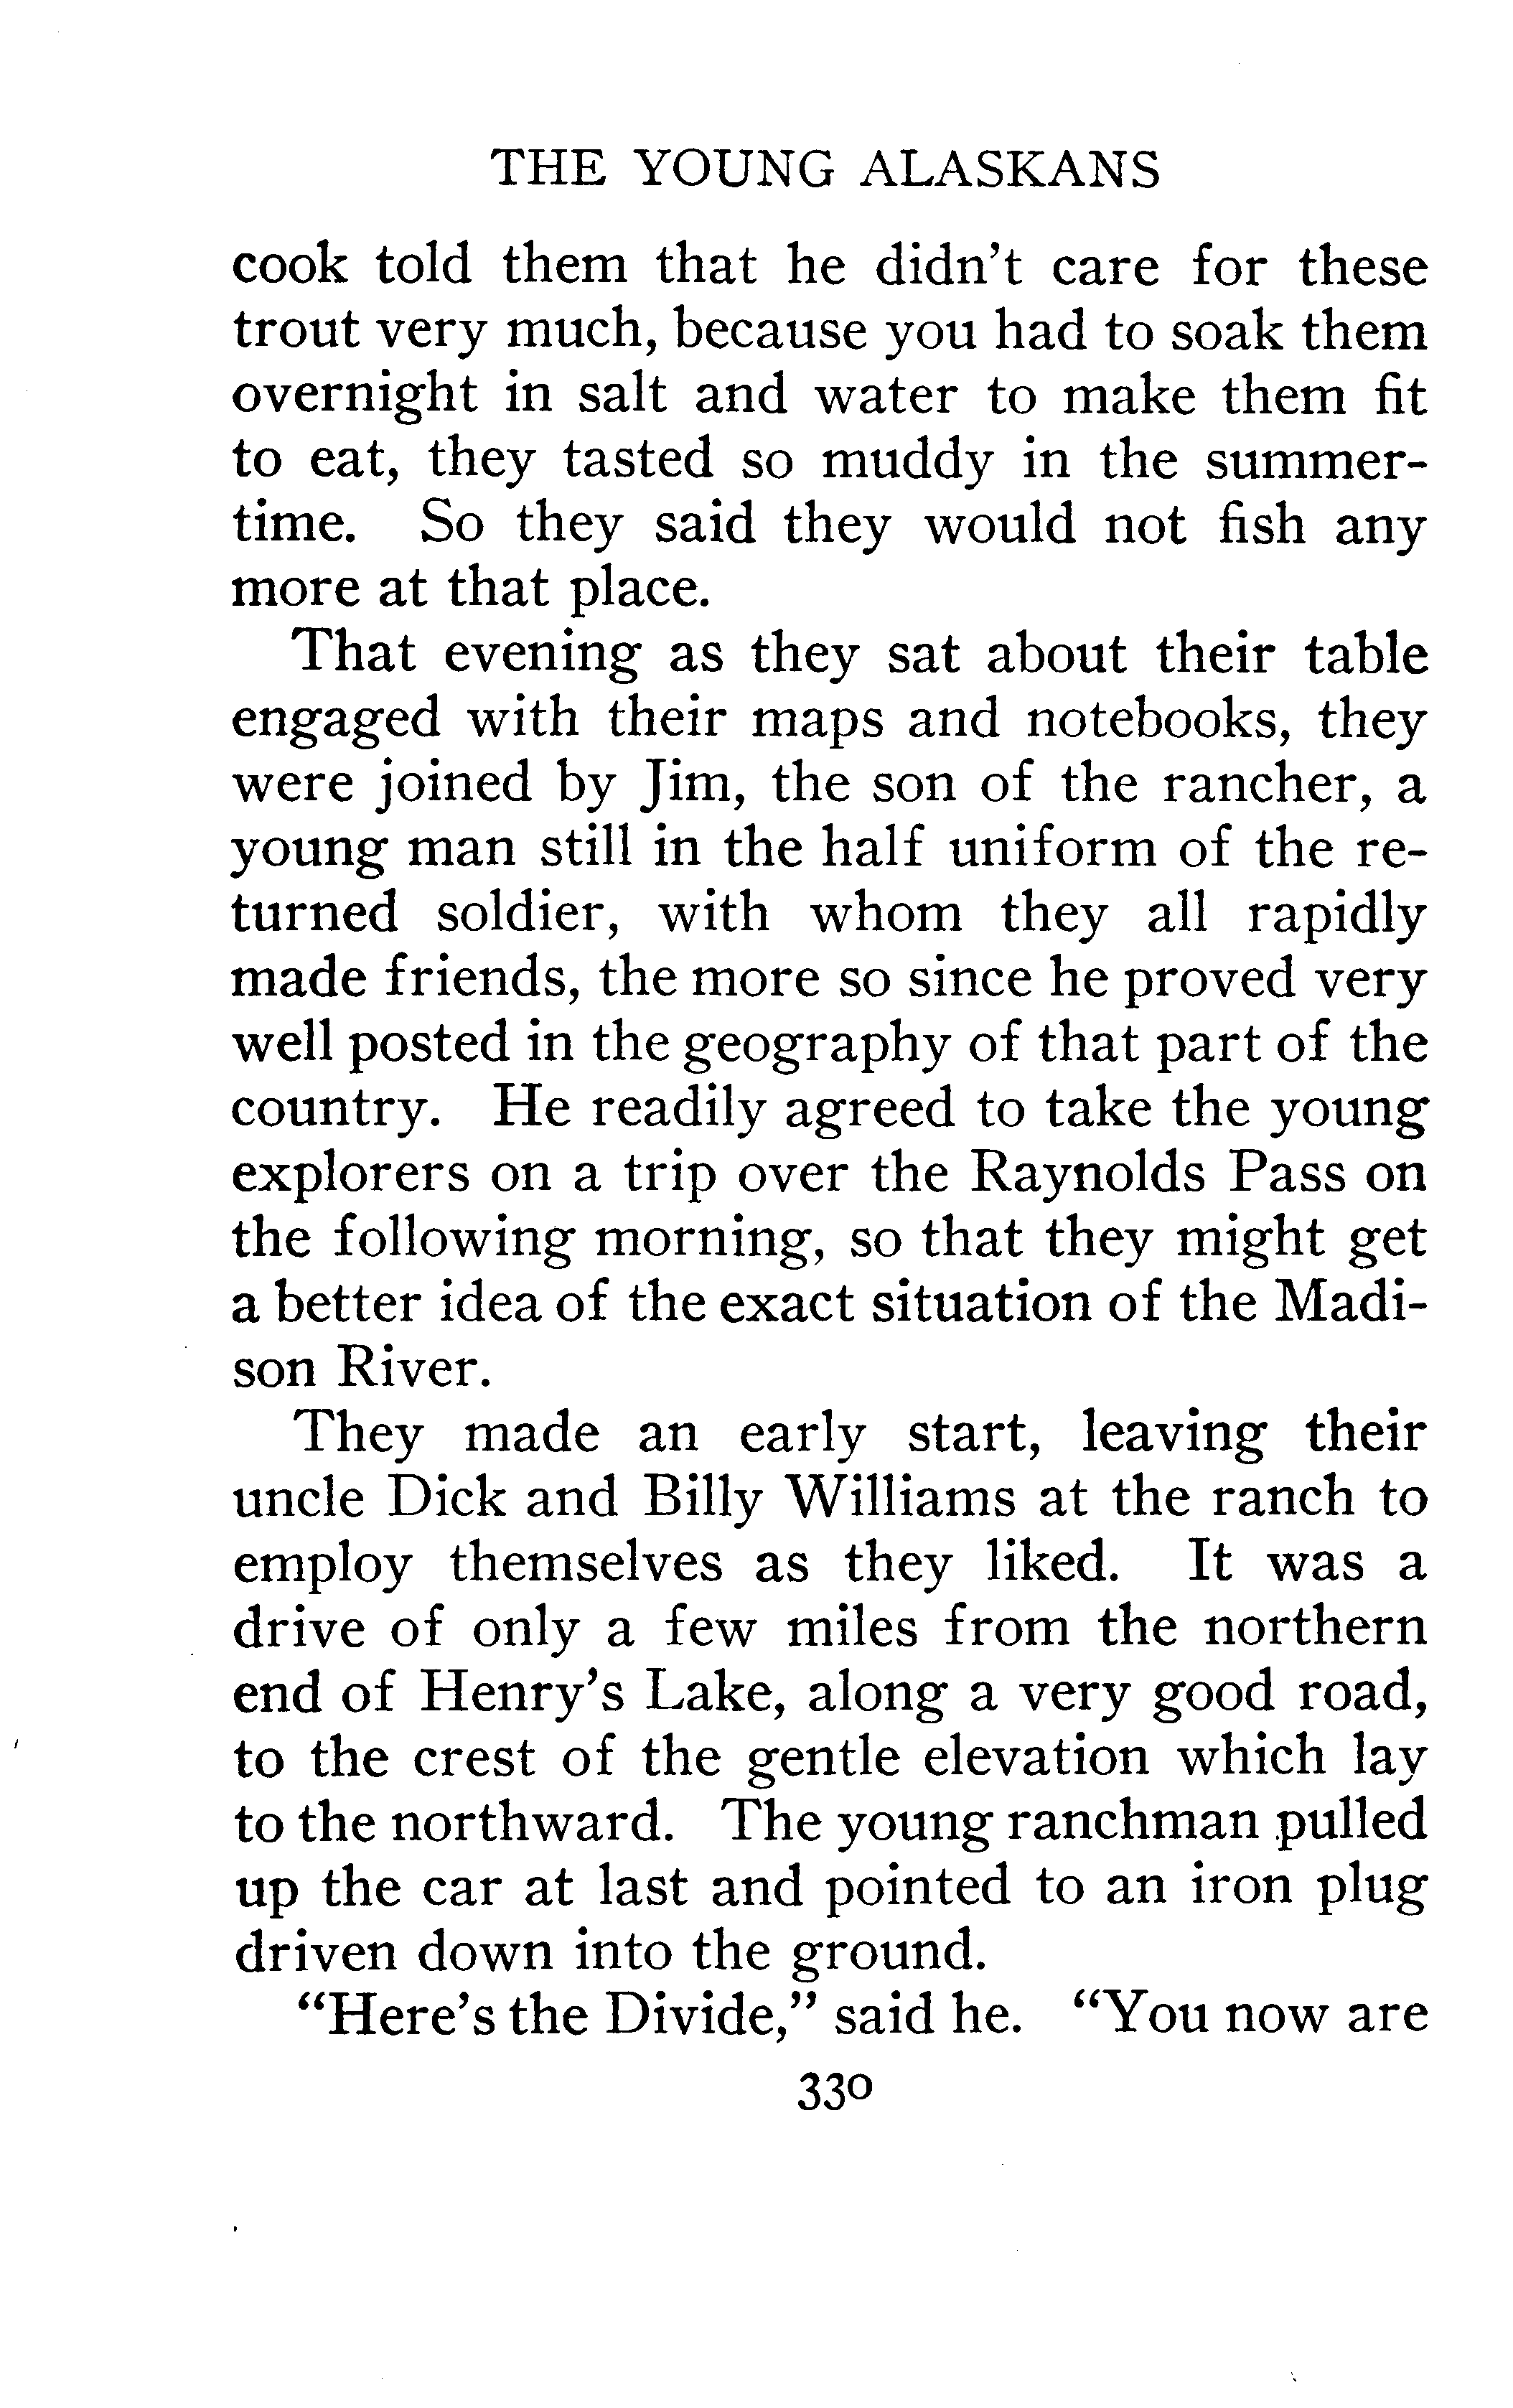 THE YOUNG ALASKANS
cook told them that he didn't care for these
trout very much, because you had to soak them
overnight in salt and water to make them fit
to eat, they tasted so muddy in the summer-
time. So they said they would not fish any
more at that place.
That evening as they sat about their table
engaged with their maps and notebooks, they
were joined by Jim, the son of the rancher, a
young man still in the half uniform of the re-
turned soldier, with whom they all rapidly
made friends, the more so since he proved very
well posted in the geography of that part of the
country. He readily agreed to take the young
explorers on a trip over the Raynolds Pass on
the following morning, so that they might get
a better idea of the exact situation of the Madi-
son River.
They made an early start, leaving their
uncle Dick and Billy Williams at the ranch to
employ themselves as they liked. It was a
drive of only a few miles from the northern
end of Henry's Lake, along a very good road,
to the crest of the gentle elevation which lay
to the northward. The young ranchman pulled
up the car at last and pointed to an iron plug
driven down into the ground.
"Here's the Divide," said he. "You now are
330